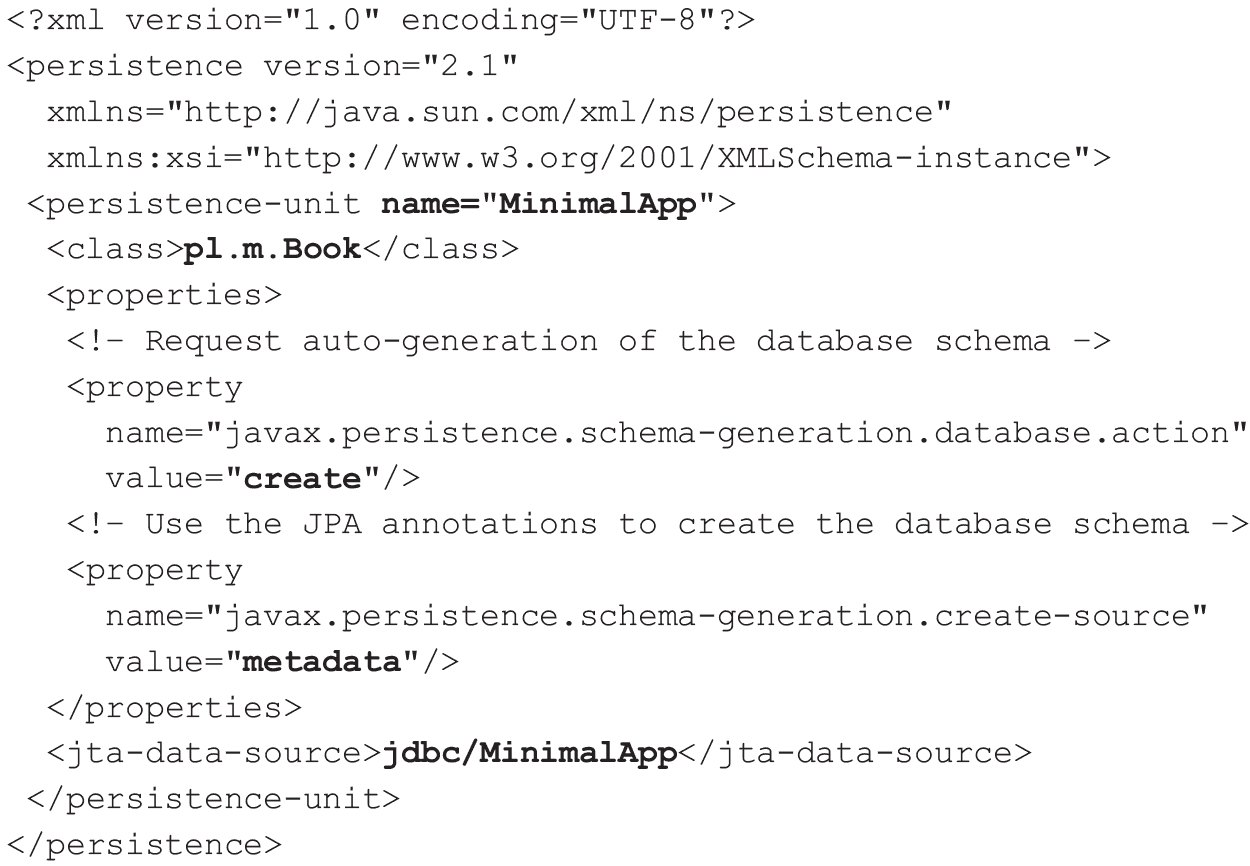 <?xml version="1.0" encoding="UTF-8"?>
<persistence version="2.1"
xmlns="http://java.sun.com/xml/ns/persistence"
xmlns:xsi="http://www.w3.org/2001/XMLSchema-instance">
<persistence-unit name="MinimalApp">
<class>pl.m.Book</class>
<properties>
<!– Request auto-generation of the database schema –>
<property
name="javax.persistence.schema-generation.database.action"
value="create"/>
<!– Use the JPA annotations to create the database schema –>
<property
name="javax.persistence.schema-generation.create-source"
value="metadata"/>
</properties>
<jta-data-source>jdbc/MinimalApp</jta-data-source>
</persistence-unit>
</persistence>